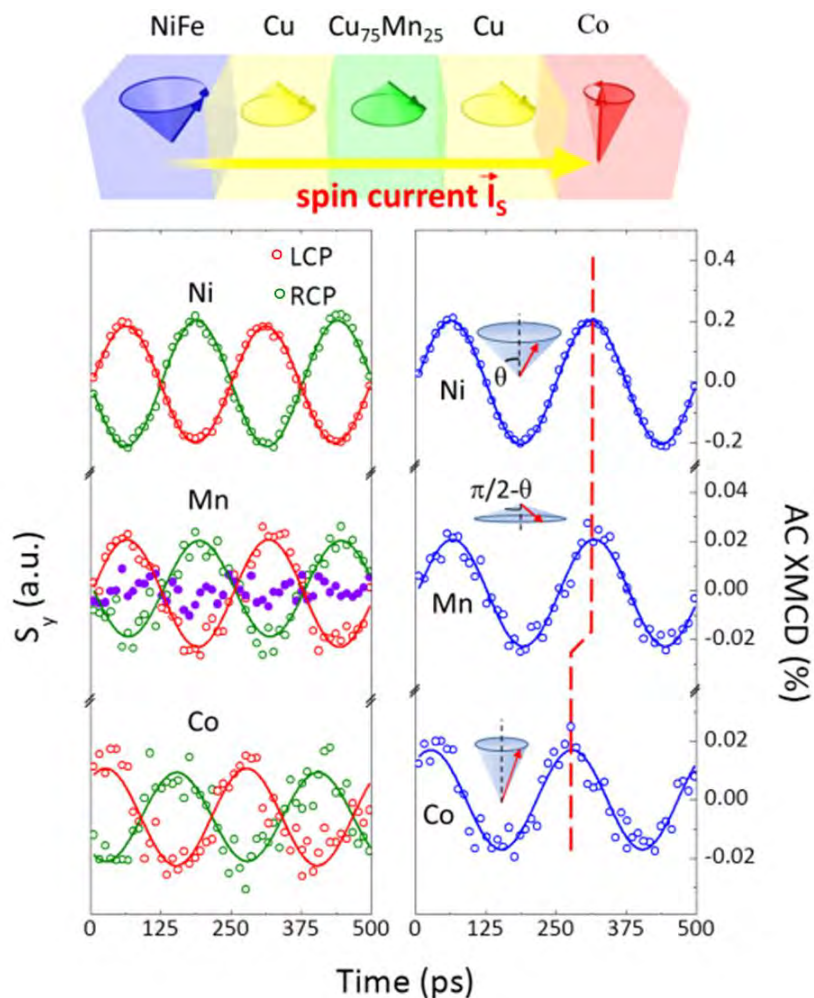 NiFe Cu Cu₇₅Mn₂₅ Cu Co
spin current I⃗ₛ
LCP
RCP
Ni
Mn
Co
S_y (a.u.)
0 125 250 375 500
θ
Ni
π/2-θ
Mn
Co
0.4
0.2
0.0
-0.2
0.04
0.02
0.00
-0.02
0.02
0.00
-0.02
AC XMCD (%)
0 125 250 375 500
Time (ps)